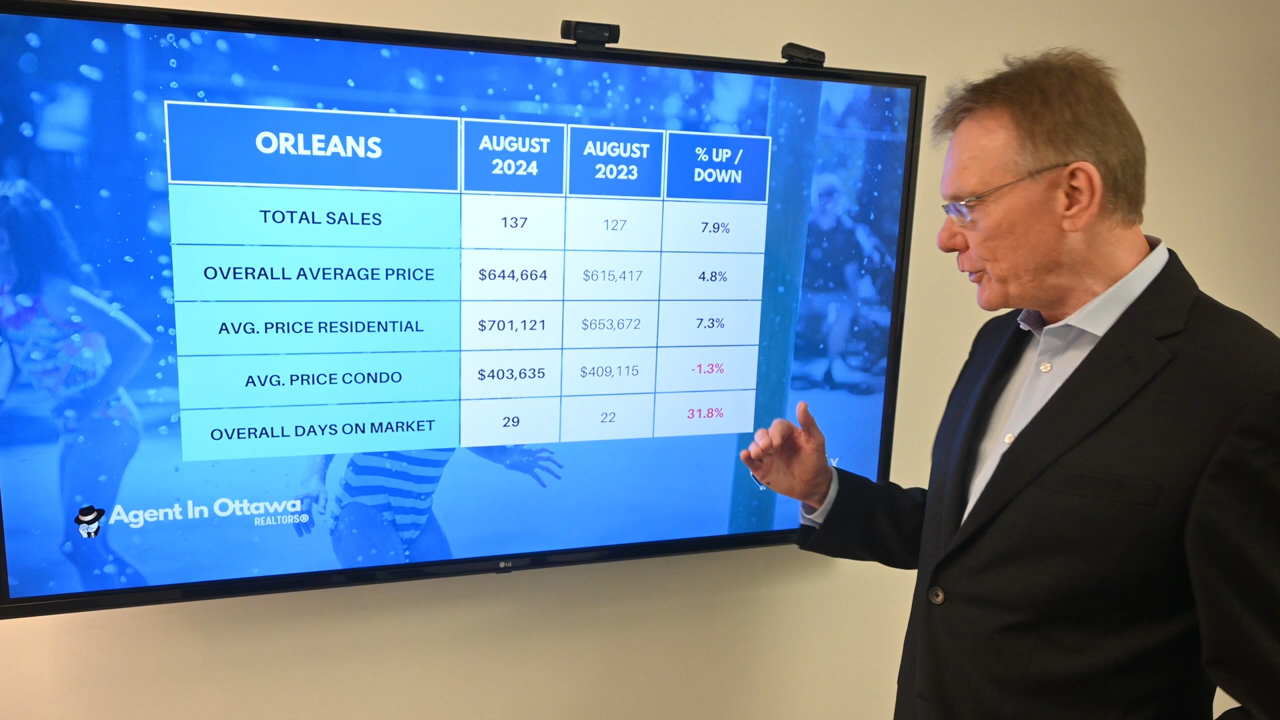 ORLEANS
AUGUST 2024
AUGUST 2023
% UP / DOWN
TOTAL SALES 137 127 7.9%
OVERALL AVERAGE PRICE $644,664 $615,417 4.8%
AVG. PRICE RESIDENTIAL $701,121 $653,672 7.3%
AVG. PRICE CONDO $403,635 $409,115 -1.3%
OVERALL DAYS ON MARKET 29 22 31.8%
Agent In Ottawa
REALTORS®
LG